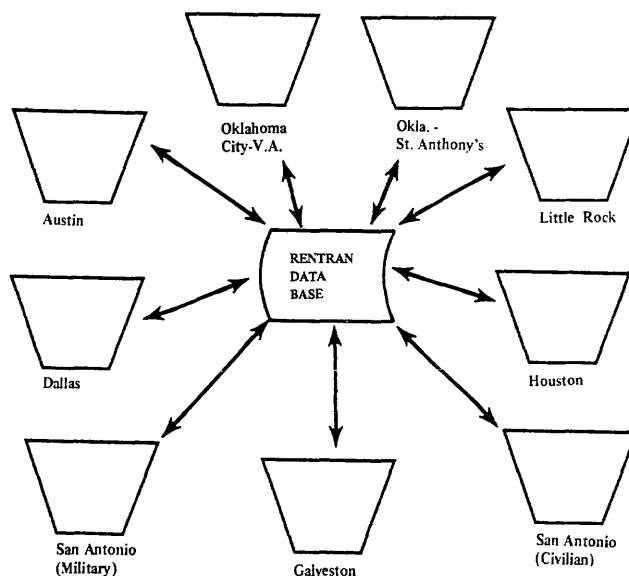 Oklahoma
City-V.A.
Okla. -
St. Anthony's
Austin
Little Rock
RENTRAN
DATA
BASE
Dallas
Houston
San Antonio
(Military)
Galveston
San Antonio
(Civilian)